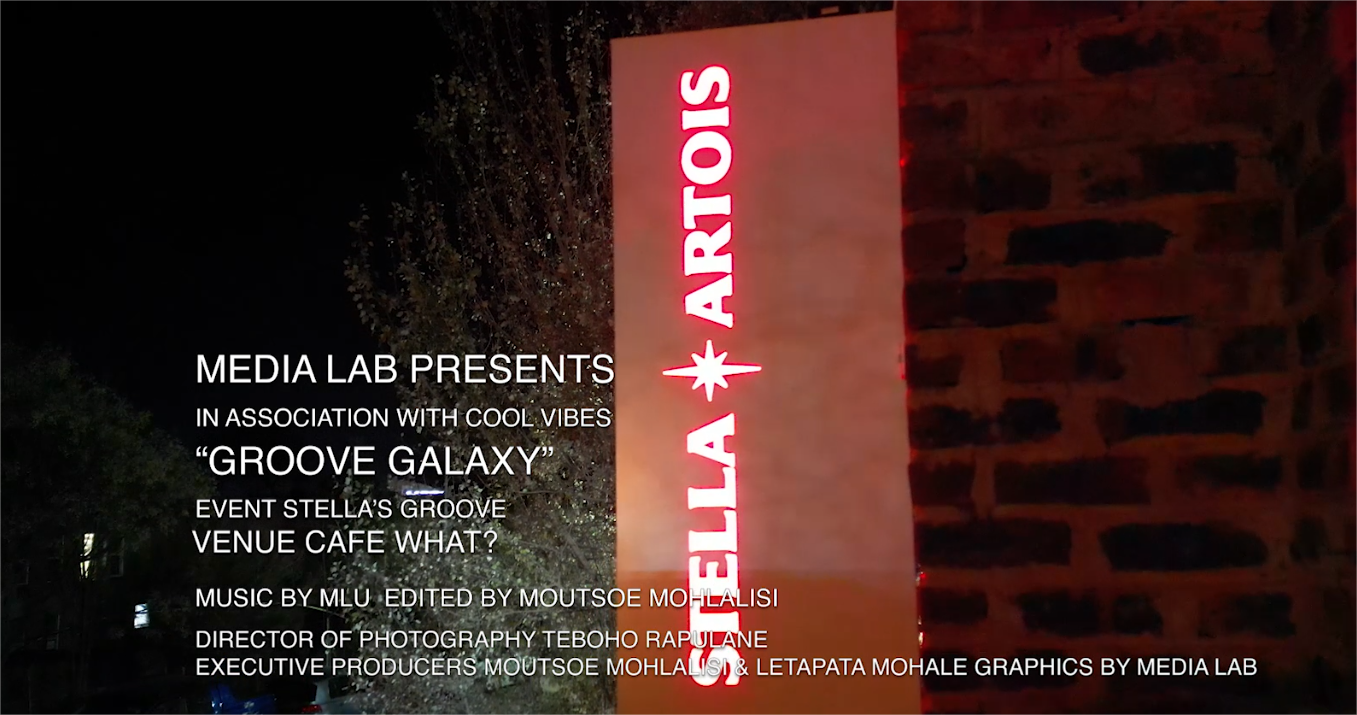 STELLA ARTOIS
MEDIA LAB PRESENTS
IN ASSOCIATION WITH COOL VIBES
“GROOVE GALAXY”
EVENT STELLA’S GROOVE
VENUE CAFE WHAT?
MUSIC BY MLU EDITED BY MOUTSOE MOHLALISI
DIRECTOR OF PHOTOGRAPHY TEBOHO RAPULANE
EXECUTIVE PRODUCERS MOUTSOE MOHLALISI & LETAPATA MOHALE GRAPHICS BY MEDIA LAB